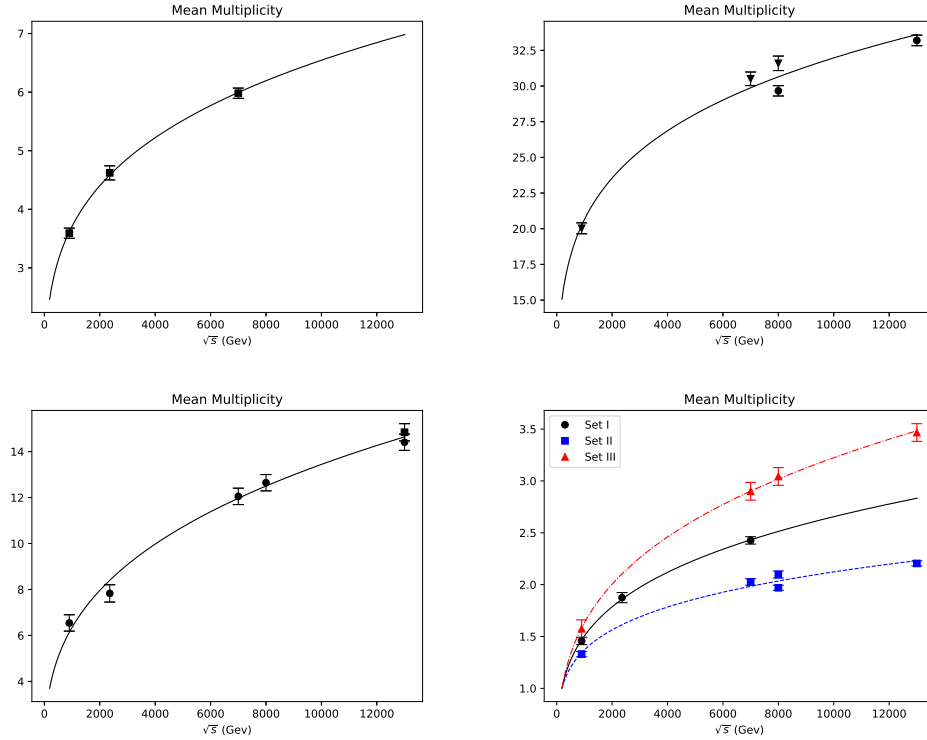 Mean Multiplicity
7
6
5
4
3
0 2000 4000 6000 8000 10000 12000
√s (Gev)
Mean Multiplicity
32.5
30.0
27.5
25.0
22.5
20.0
17.5
15.0
0 2000 4000 6000 8000 10000 12000
√s (Gev)
Mean Multiplicity
14
12
10
8
6
4
0 2000 4000 6000 8000 10000 12000
√s (Gev)
Mean Multiplicity
Set I
Set II
Set III
3.5
3.0
2.5
2.0
1.5
1.0
0 2000 4000 6000 8000 10000 12000
√s (Gev)